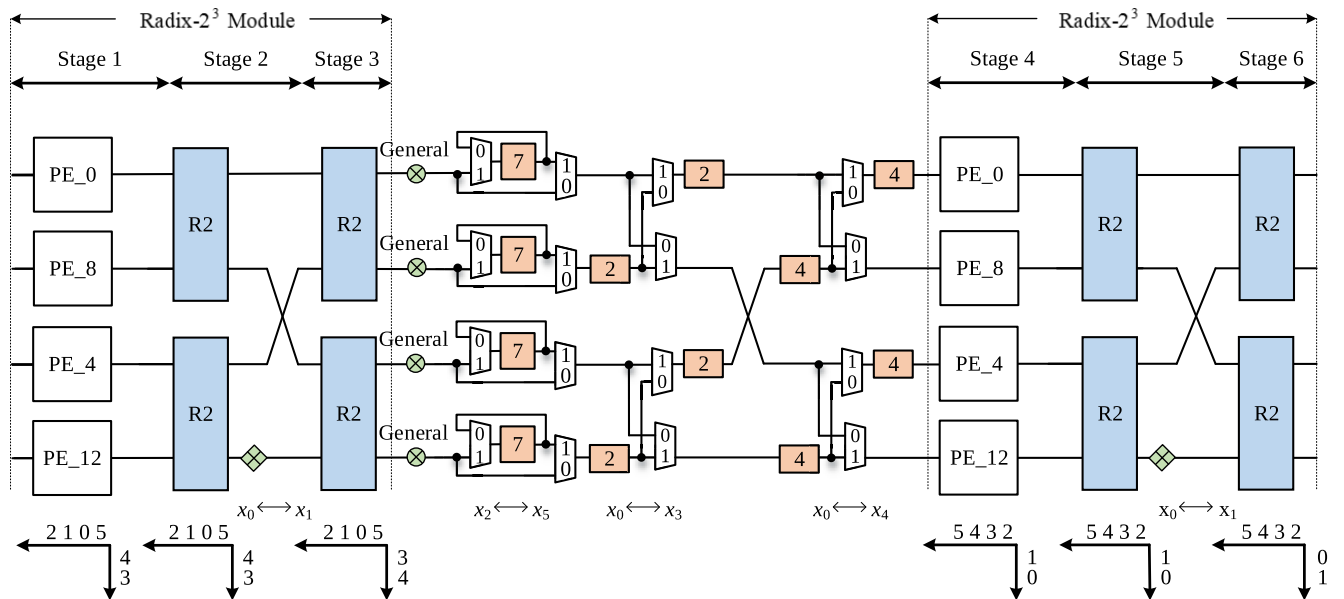 Radix-2³ Module
Radix-2³ Module
Stage 1 Stage 2 Stage 3
Stage 4 Stage 5 Stage 6
General
PE_0 R2 R2 0 1 7 1 0 1 0 2 1 0 4 PE_0 R2 R2
General
PE_8 0 1 7 1 0 2 0 1 4 0 1 PE_8
General
PE_4 R2 R2 0 1 7 1 0 1 0 2 1 0 4 PE_4 R2 R2
General
PE_12 0 1 7 1 0 2 0 1 4 0 1 PE_12
x₀ ↔ x₁ x₂ ↔ x₅ x₀ ↔ x₃ x₀ ↔ x₄ x₀ ↔ x₁
2 1 0 5 2 1 0 5 2 1 0 5 5 4 3 2 5 4 3 2 5 4 3 2
4 4 3 1 1 0
3 3 4 0 0 1